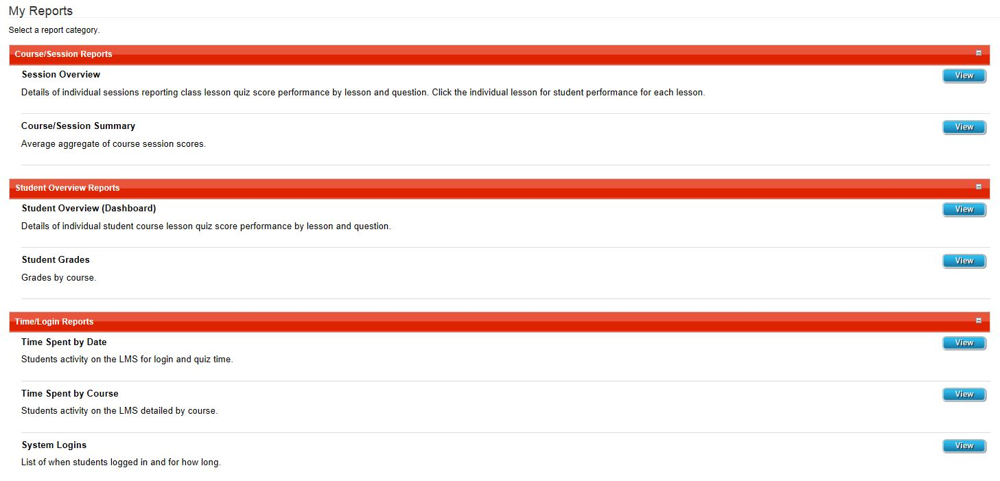 My Reports
Select a report category.
Course/Session Reports
Session Overview
View
Details of individual sessions reporting class lesson quiz score performance by lesson and question. Click the individual lesson for student performance for each lesson.
Course/Session Summary
View
Average aggregate of course session scores.
Student Overview Reports
Student Overview (Dashboard)
View
Details of individual student course lesson quiz score performance by lesson and question.
Student Grades
View
Grades by course.
Time/Login Reports
Time Spent by Date
View
Students activity on the LMS for login and quiz time.
Time Spent by Course
View
Students activity on the LMS detailed by course.
System Logins
View
List of when students logged in and for how long.